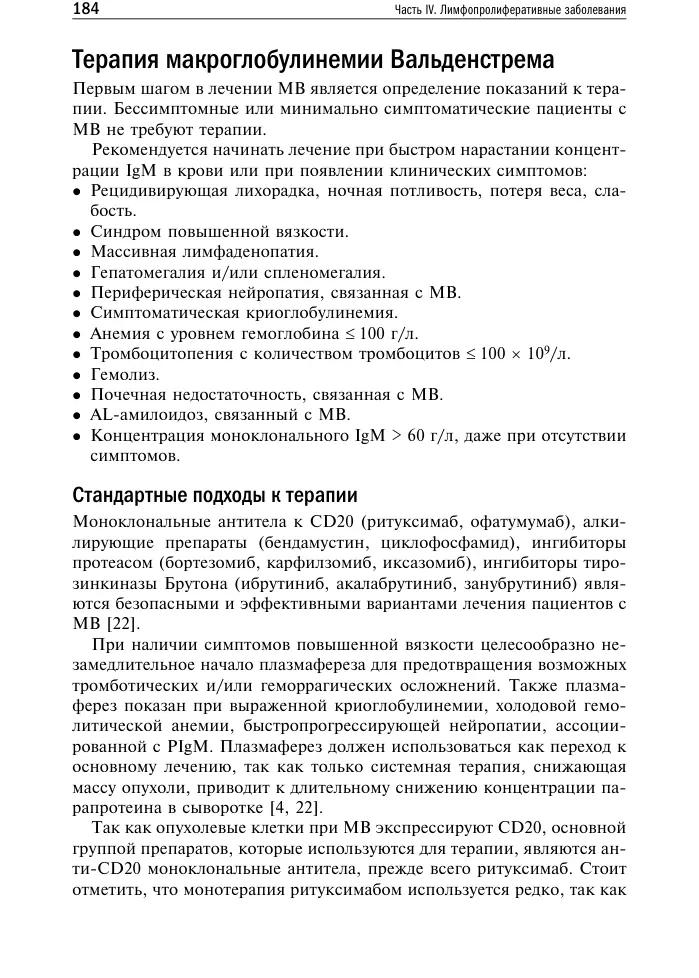 184
Часть IV. Лимфопролиферативные заболевания
Терапия макроглобулинемии Вальденстрема
Первым шагом в лечении МВ является определение показаний к тера-
пии. Бессимптомные или минимально симптоматические пациенты с
МВ не требуют терапии.
Рекомендуется начинать лечение при быстром нарастании концент-
рации IgM в крови или при появлении клинических симптомов:
• Рецидивирующая лихорадка, ночная потливость, потеря веса, сла-
бость.
• Синдром повышенной вязкости.
• Массивная лимфаденопатия.
• Гепатомегалия и/или спленомегалия.
• Периферическая нейропатия, связанная с МВ.
• Симптоматическая криоглобулинемия.
• Анемия с уровнем гемоглобина ≤ 100 г/л.
• Тромбоцитопения с количеством тромбоцитов ≤ 100 × 10⁹/л.
• Гемолиз.
• Почечная недостаточность, связанная с МВ.
• AL-амилоидоз, связанный с МВ.
• Концентрация моноклонального IgM > 60 г/л, даже при отсутствии
симптомов.
Стандартные подходы к терапии
Моноклональные антитела к CD20 (ритуксимаб, офатумумаб), алки-
лирующие препараты (бендамустин, циклофосфамид), ингибиторы
протеасом (бортезомиб, карфилзомиб, иксазомиб), ингибиторы тиро-
зинкиназы Брутона (ибрутиниб, акалабрутиниб, занубрутиниб) явля-
ются безопасными и эффективными вариантами лечения пациентов с
МВ [22].
При наличии симптомов повышенной вязкости целесообразно не-
замедлительное начало плазмафереза для предотвращения возможных
тромботических и/или геморрагических осложнений. Также плазма-
ферез показан при выраженной криоглобулинемии, холодовой гемо-
литической анемии, быстропрогрессирующей нейропатии, ассоции-
рованной с PIgM. Плазмаферез должен использоваться как переход к
основному лечению, так как только системная терапия, снижающая
массу опухоли, приводит к длительному снижению концентрации па-
рапротеина в сыворотке [4, 22].
Так как опухолевые клетки при МВ экспрессируют CD20, основной
группой препаратов, которые используются для терапии, являются ан-
ти-CD20 моноклональные антитела, прежде всего ритуксимаб. Стоит
отметить, что монотерапия ритуксимабом используется редко, так как